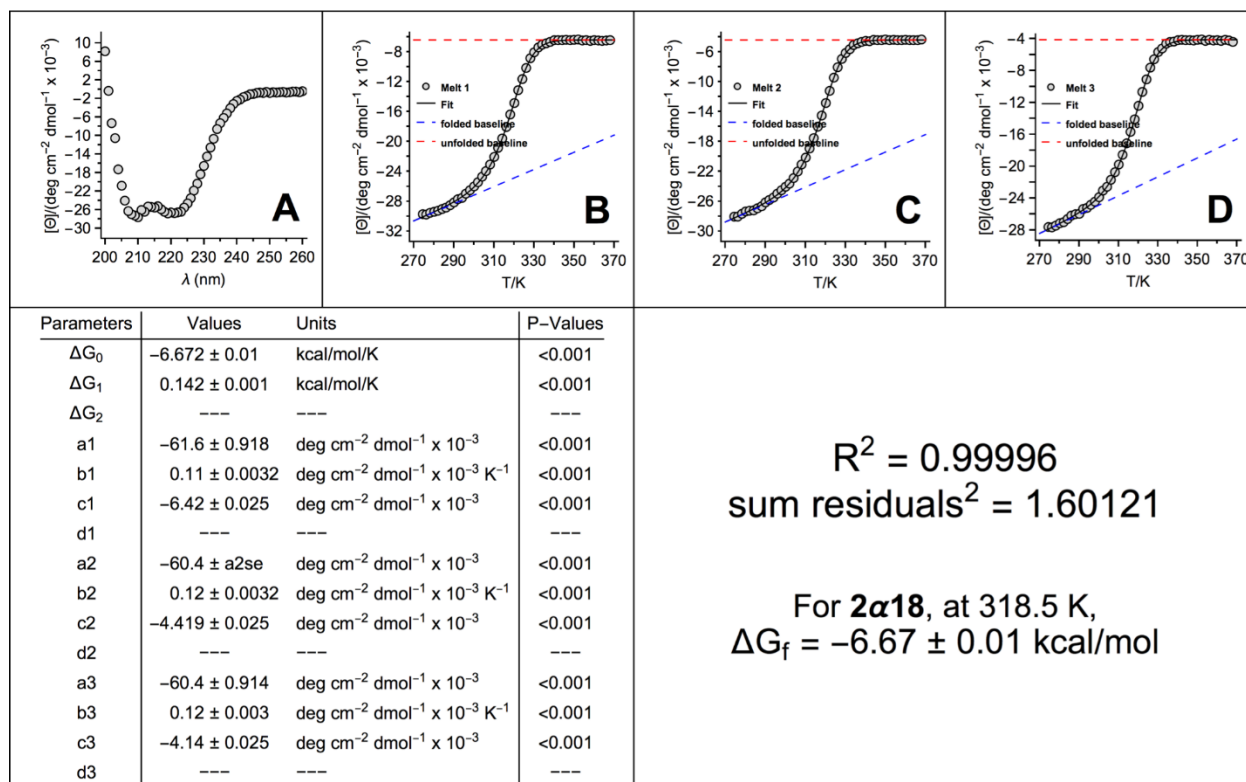 [Θ]/(deg cm⁻² dmol⁻¹ x 10⁻³)
10
2
−6
−14
−22
−30
200 210 220 230 240 250 260
λ (nm)
A
[Θ]/(deg cm⁻² dmol⁻¹ x 10⁻³)
−8
−12
−16
−20
−24
−28
−32
Melt 1
Fit
folded baseline
unfolded baseline
270 290 310 330 350 370
T/K
B
[Θ]/(deg cm⁻² dmol⁻¹ x 10⁻³)
−6
−10
−14
−18
−22
−26
−30
Melt 2
Fit
folded baseline
unfolded baseline
270 290 310 330 350 370
T/K
C
[Θ]/(deg cm⁻² dmol⁻¹ x 10⁻³)
−4
−8
−12
−16
−20
−24
−28
Melt 3
Fit
folded baseline
unfolded baseline
270 290 310 330 350 370
T/K
D
Parameters Values Units P−Values
ΔG₀ −6.672 ± 0.01 kcal/mol/K <0.001
ΔG₁ 0.142 ± 0.001 kcal/mol/K <0.001
ΔG₂ −−− −−− −−−
a1 −61.6 ± 0.918 deg cm⁻² dmol⁻¹ x 10⁻³ <0.001
b1 0.11 ± 0.0032 deg cm⁻² dmol⁻¹ x 10⁻³ K⁻¹ <0.001
c1 −6.42 ± 0.025 deg cm⁻² dmol⁻¹ x 10⁻³ <0.001
d1 −−− −−− −−−
a2 −60.4 ± a2se deg cm⁻² dmol⁻¹ x 10⁻³ <0.001
b2 0.12 ± 0.0032 deg cm⁻² dmol⁻¹ x 10⁻³ K⁻¹ <0.001
c2 −4.419 ± 0.025 deg cm⁻² dmol⁻¹ x 10⁻³ <0.001
d2 −−− −−− −−−
a3 −60.4 ± 0.914 deg cm⁻² dmol⁻¹ x 10⁻³ <0.001
b3 0.12 ± 0.003 deg cm⁻² dmol⁻¹ x 10⁻³ K⁻¹ <0.001
c3 −4.14 ± 0.025 deg cm⁻² dmol⁻¹ x 10⁻³ <0.001
d3 −−− −−− −−−
R² = 0.99996
sum residuals² = 1.60121
For 2α18, at 318.5 K,
ΔG_f = −6.67 ± 0.01 kcal/mol